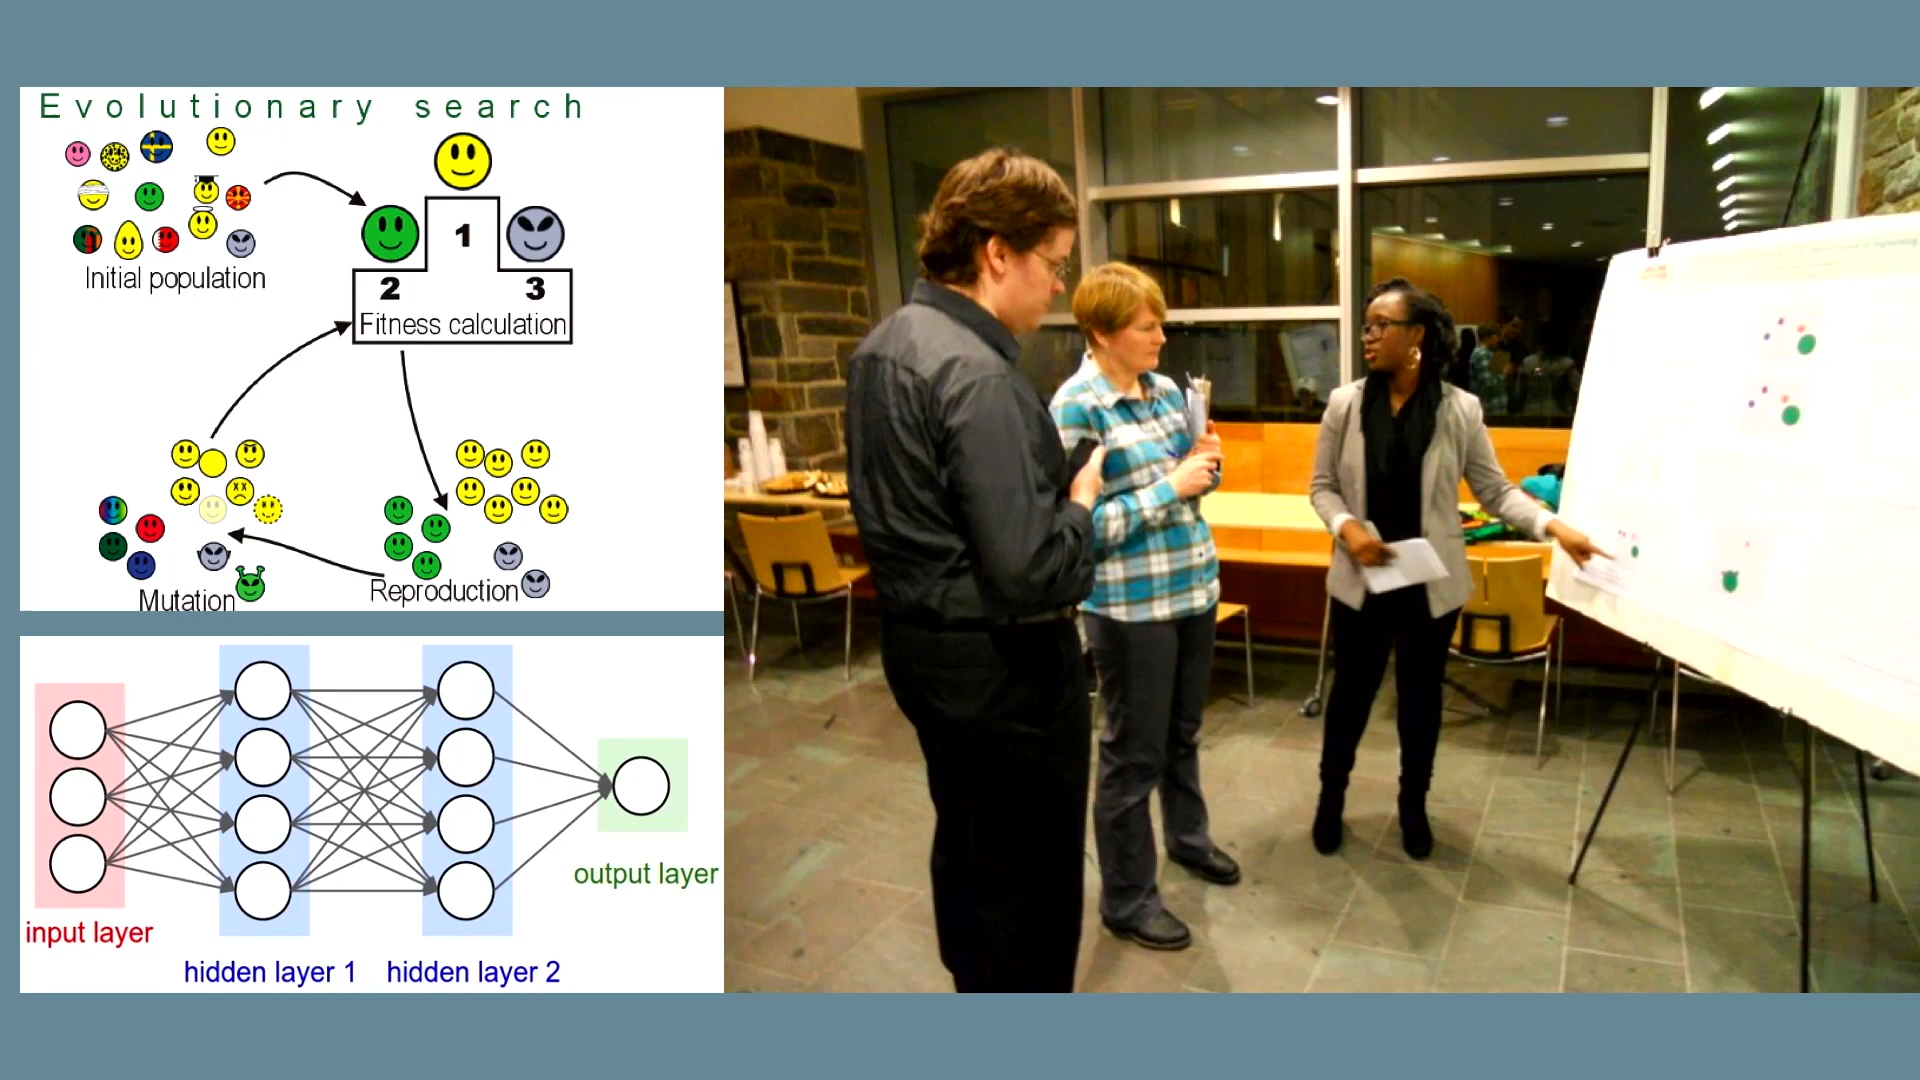 Evolutionary search
Initial population
1
2
3
Fitness calculation
Mutation
Reproduction
input layer
hidden layer 1
hidden layer 2
output layer